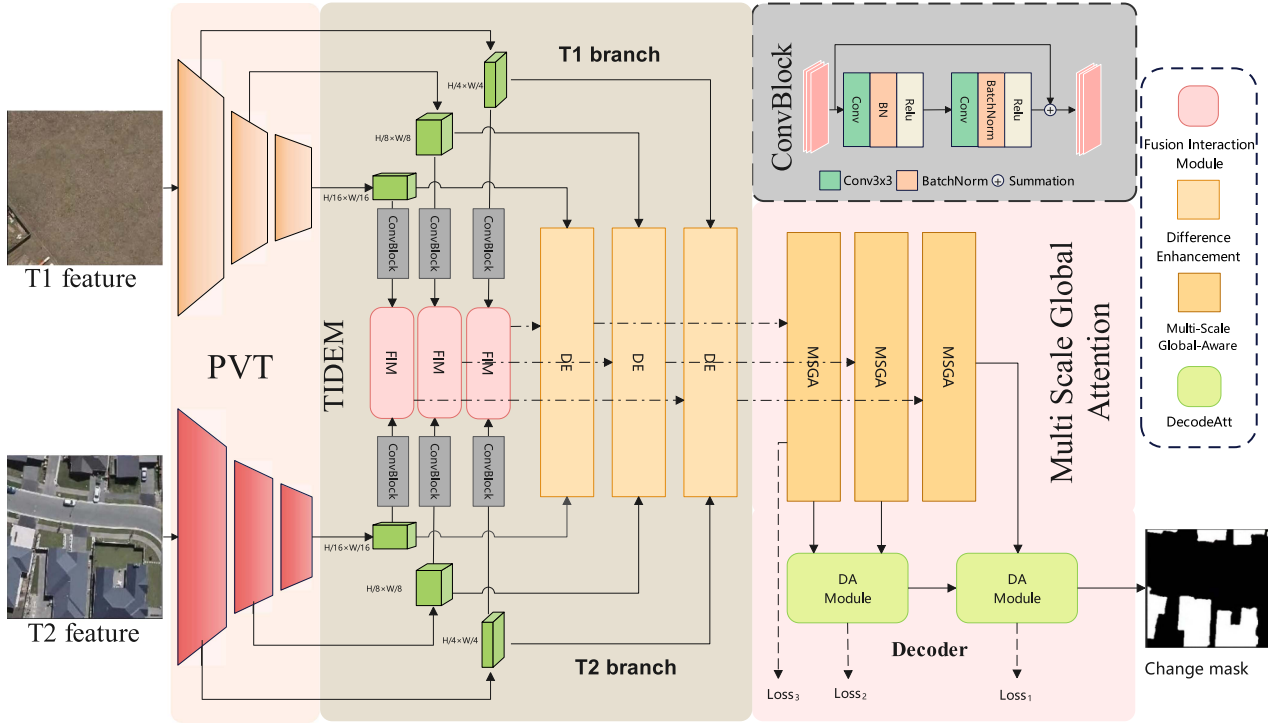 T1 feature
T2 feature
PVT
TIDEM
T1 branch
H/4×W/4
H/8×W/8
H/16×W/16
ConvBlock
ConvBlock
ConvBlock
FIM
FIM
FIM
DE
DE
DE
ConvBlock
ConvBlock
ConvBlock
H/16×W/16
H/8×W/8
H/4×W/4
T2 branch
ConvBlock
Conv
BN
Relu
Conv
BatchNorm
Relu
Conv3x3
BatchNorm
Summation
MSGA
MSGA
MSGA
Multi Scale Global
Attention
DA
Module
DA
Module
Decoder
Loss3
Loss2
Loss1
Fusion Interaction
Module
Difference
Enhancement
Multi-Scale
Global-Aware
DecodeAtt
Change mask